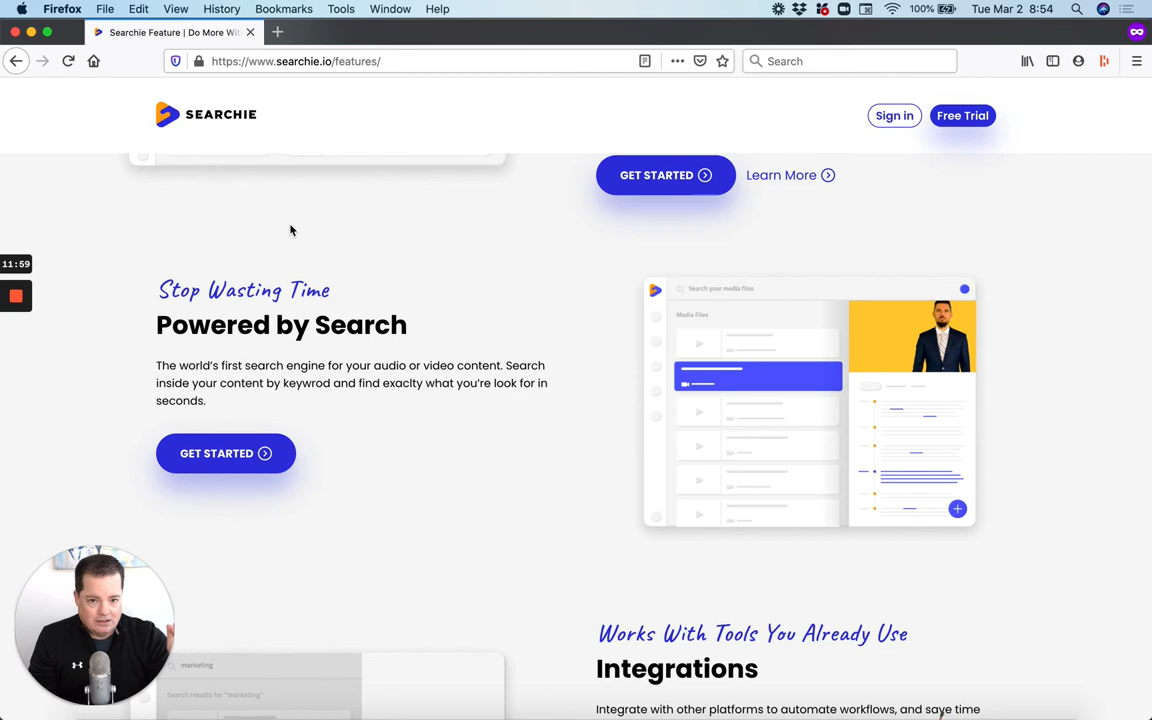 Firefox File Edit View History Bookmarks Tools Window Help 100% Tue Mar 2 8:54
Searchie Feature | Do More Wit
https://www.searchie.io/features/
Search
SEARCHIE
Sign in
Free Trial
GET STARTED
Learn More
11:59
Stop Wasting Time
Powered by Search
The world's first search engine for your audio or video content. Search
inside your content by keywrod and find exaclty what you're look for in
seconds.
GET STARTED
Search your media files
Media Files
Works With Tools You Already Use
Integrations
Integrate with other platforms to automate workflows, and save time
marketing
Search results for "marketing"